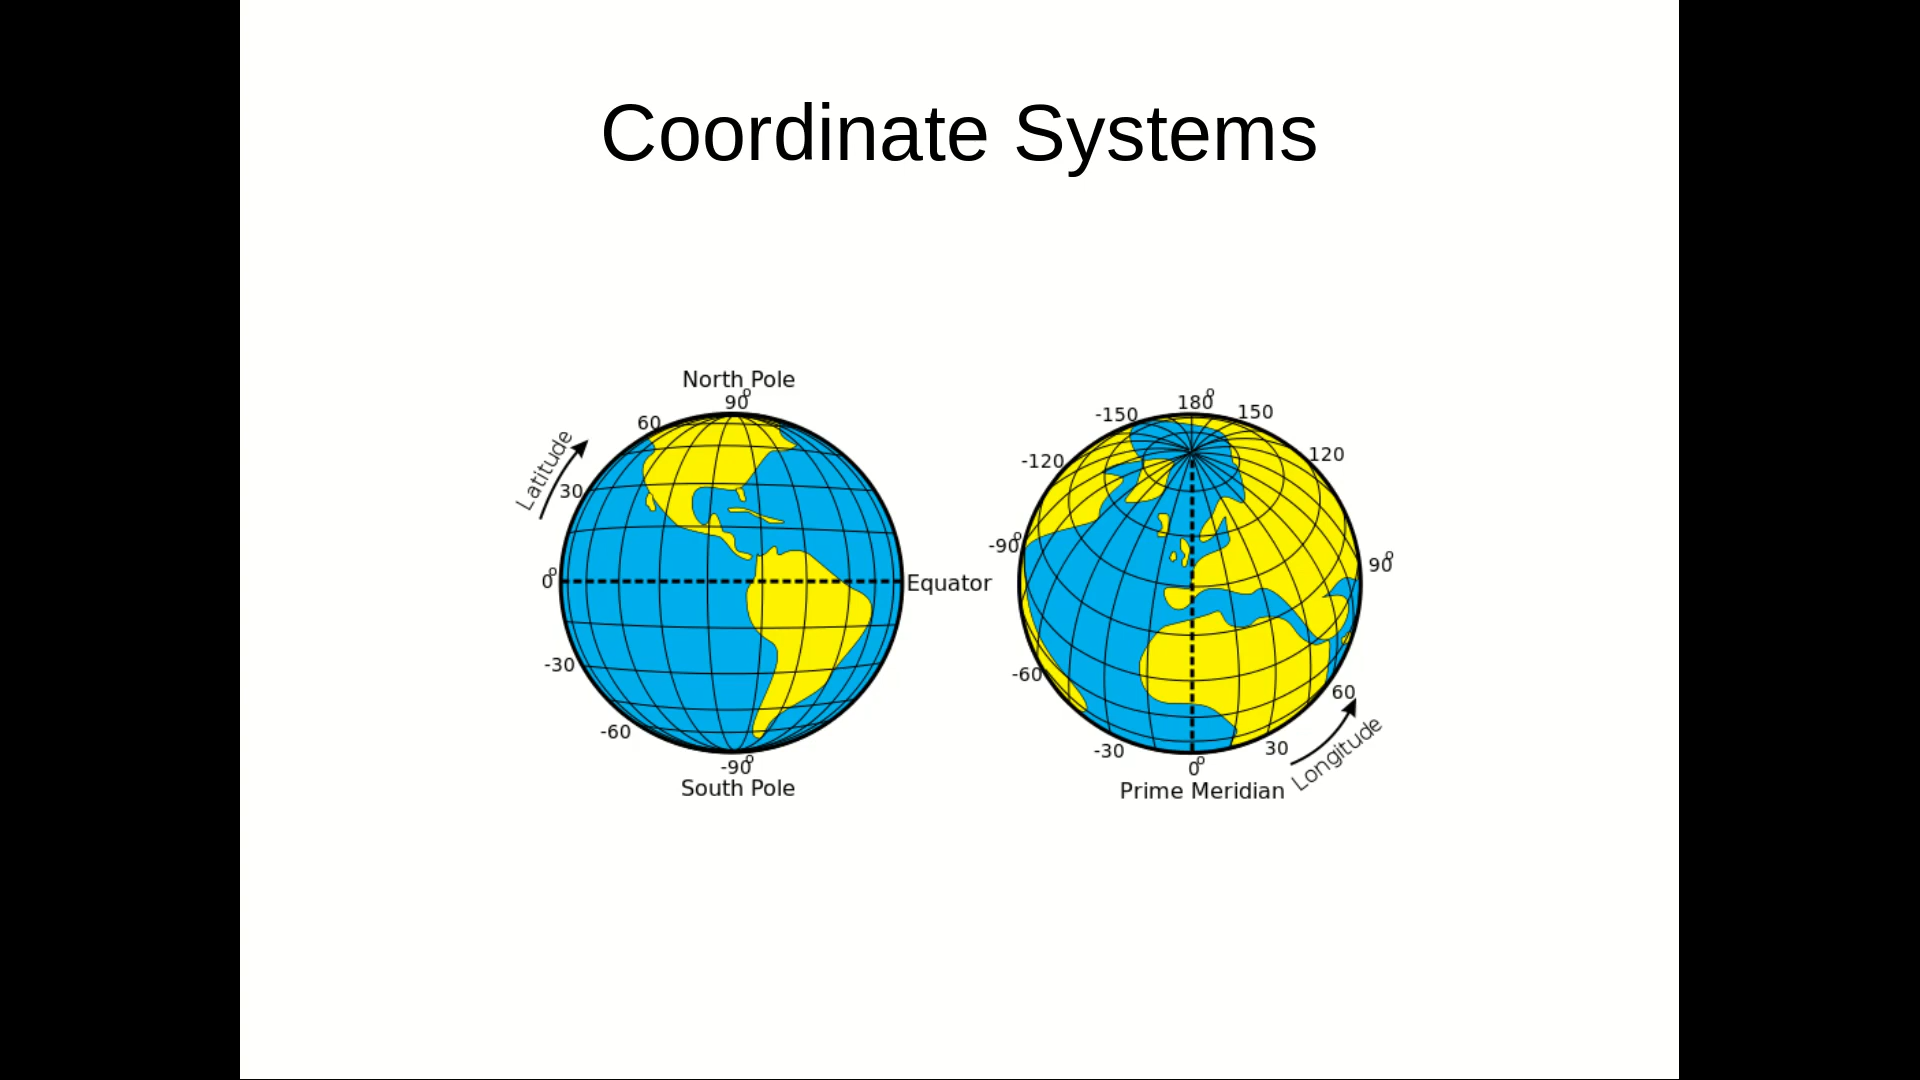 Coordinate Systems
North Pole
90°
60
Latitude
30
0°
Equator
-30
-60
-90°
South Pole
180°
-150
150
-120
120
-90°
90°
-60
60
-30
30
0°
Longitude
Prime Meridian